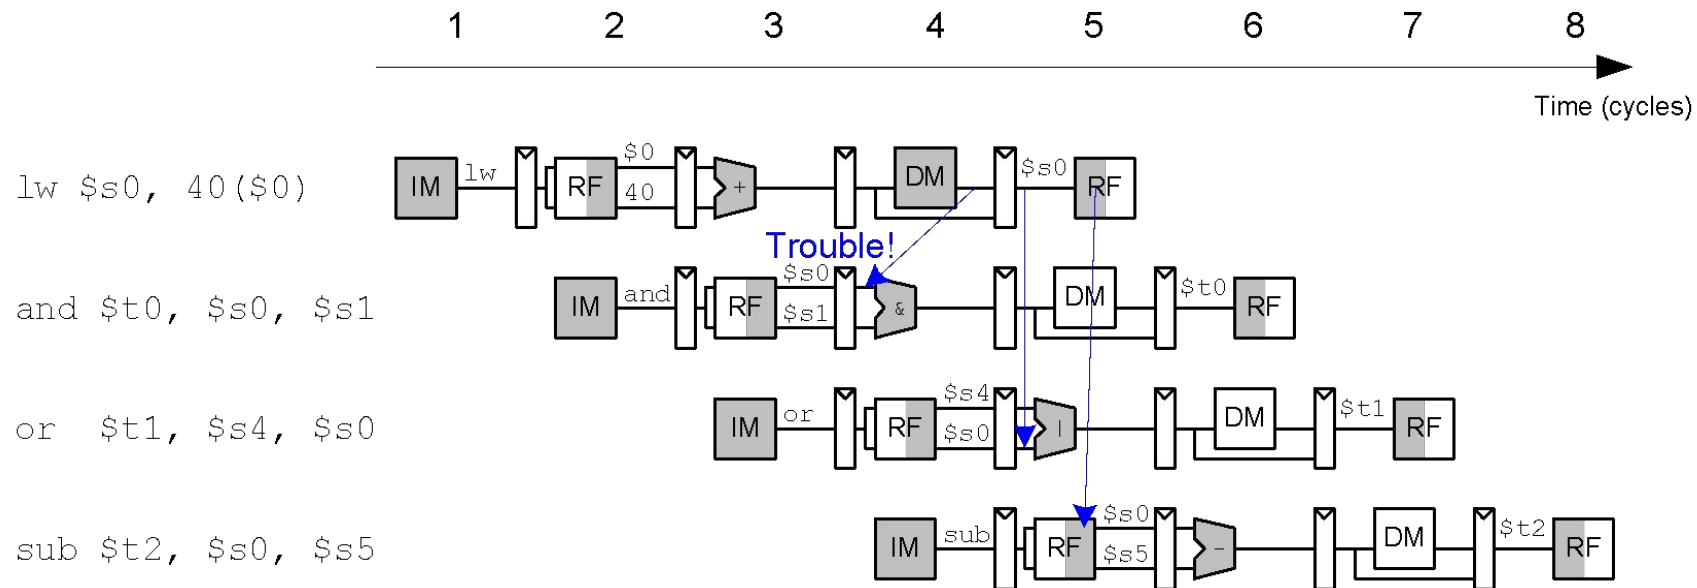 1 2 3 4 5 6 7 8
Time (cycles)
lw $s0, 40($0) IM lw RF $0 40 + DM $s0 RF
Trouble!
and $t0, $s0, $s1 IM and RF $s0 $s1 & DM $t0 RF
or $t1, $s4, $s0 IM or RF $s4 $s0 | DM $t1 RF
sub $t2, $s0, $s5 IM sub RF $s0 $s5 - DM $t2 RF